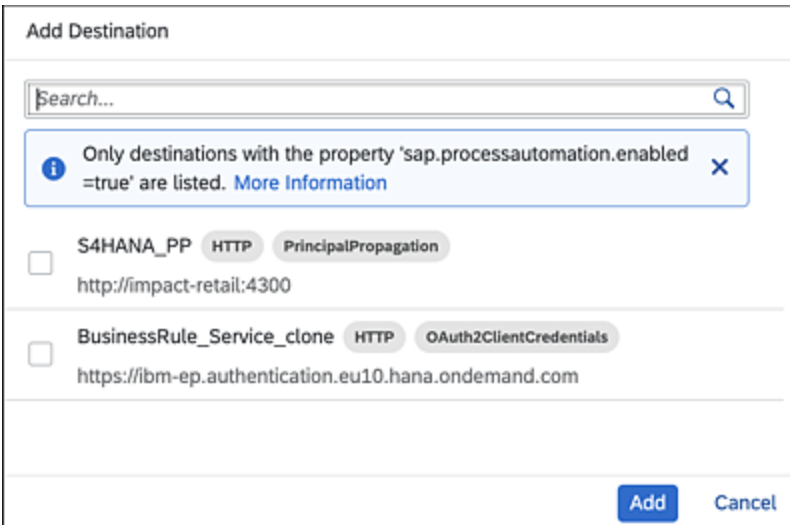 Add Destination
Search...
Only destinations with the property 'sap.processautomation.enabled
=true' are listed. More Information
S4HANA_PP HTTP PrincipalPropagation
http://impact-retail:4300
BusinessRule_Service_clone HTTP OAuth2ClientCredentials
https://ibm-ep.authentication.eu10.hana.ondemand.com
Add Cancel